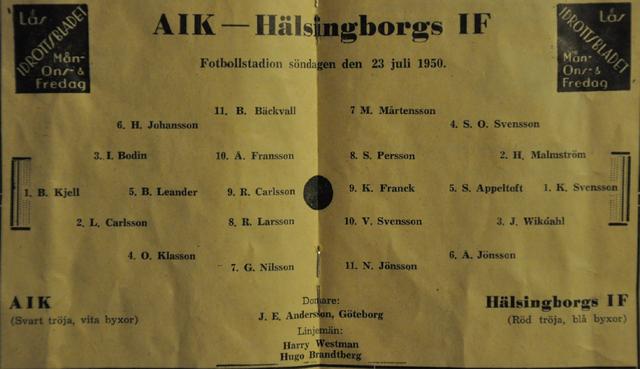 Läs
IDROTTSBLADET
Mån-
Ons- &
Fredag
AIK — Hälsingborgs IF
Läs
IDROTTSBLADET
Mån-
Ons- &
Fredag
Fotbollstadion söndagen den 23 juli 1950.
11. B. Bäckvall
7 M. Mårtensson
6. H. Johansson
4. S. O. Svensson
3. I. Bodin
10. A. Fransson
8. S. Persson
2. H. Malmström
1. B. Kjell
5. B. Leander
9. R. Carlsson
9. K. Franck
5. S. Appeltoft
1. K. Svensson
2. L. Carlsson
8. R. Larsson
10. V. Svensson
3. J. Wikdahl
4. O. Klasson
7. G. Nilsson
11. N. Jönsson
6. A. Jönsson
AIK
(Svart tröja, vita byxor)
Domare:
J. E. Andersson, Göteborg
Linjemän:
Harry Westman
Hugo Brandtberg
Hälsingborgs IF
(Röd tröja, blå byxor)